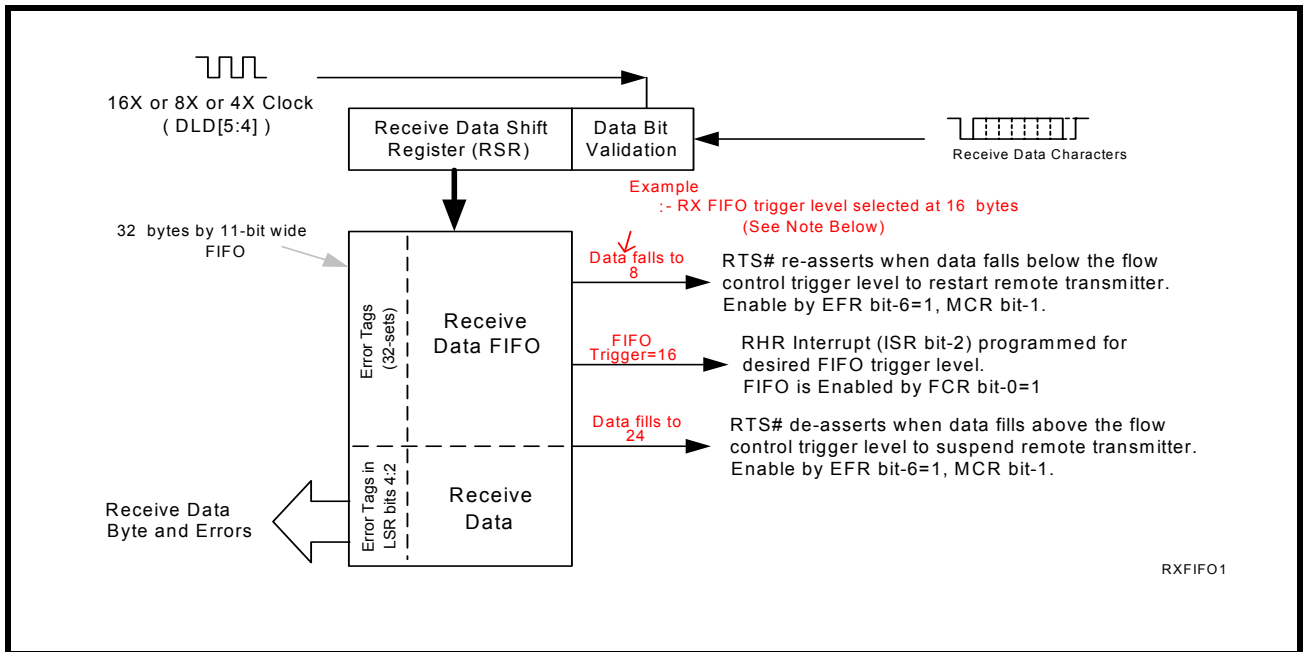 16X or 8X or 4X Clock
( DLD[5:4] )
Receive Data Shift
Register (RSR)
Data Bit
Validation
Receive Data Characters
Example
:- RX FIFO trigger level selected at 16 bytes
(See Note Below)
32 bytes by 11-bit wide
FIFO
Data falls to
8
RTS# re-asserts when data falls below the flow
control trigger level to restart remote transmitter.
Enable by EFR bit-6=1, MCR bit-1.
Error Tags
(32-sets)
Receive
Data FIFO
FIFO
Trigger=16
RHR Interrupt (ISR bit-2) programmed for
desired FIFO trigger level.
FIFO is Enabled by FCR bit-0=1
Data fills to
24
RTS# de-asserts when data fills above the flow
control trigger level to suspend remote transmitter.
Enable by EFR bit-6=1, MCR bit-1.
Error Tags in
LSR bits 4:2
Receive
Data
Receive Data
Byte and Errors
RXFIFO1